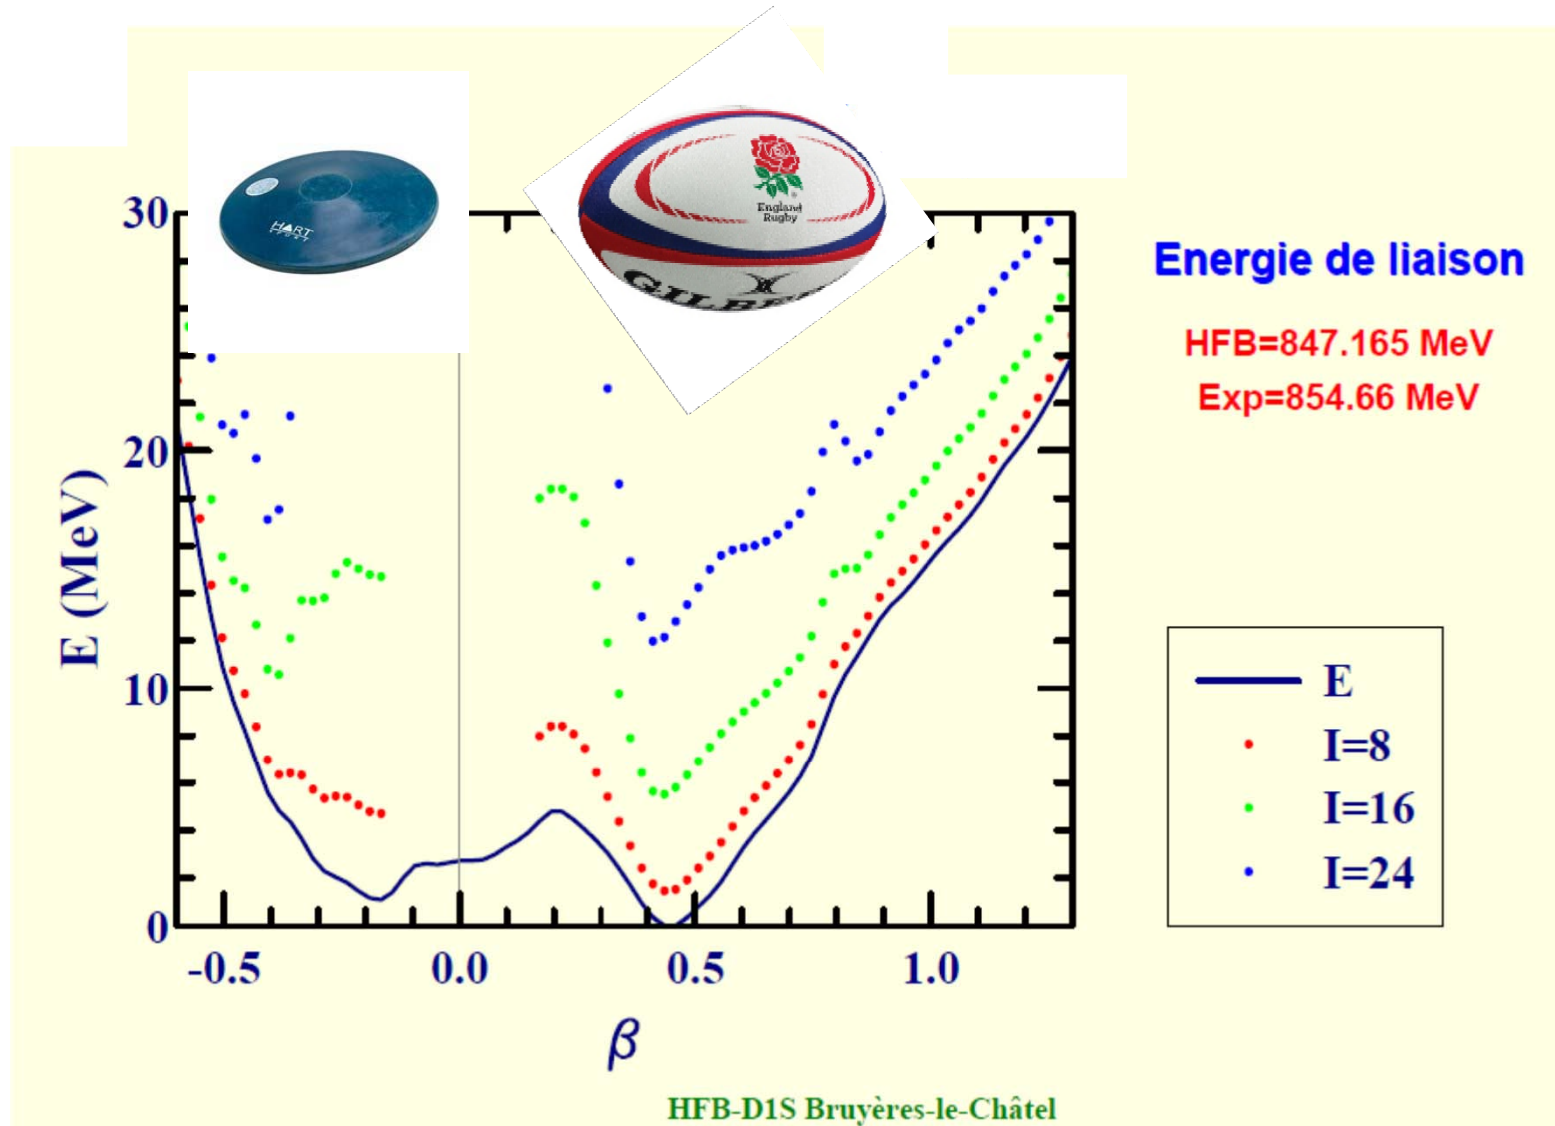 HART
SPORT
England
Rugby
GILBE
30
20
10
0
E (MeV)
-0.5 0.0 0.5 1.0
β
Energie de liaison
HFB=847.165 MeV
Exp=854.66 MeV
E
I=8
I=16
I=24
HFB-D1S Bruyères-le-Châtel